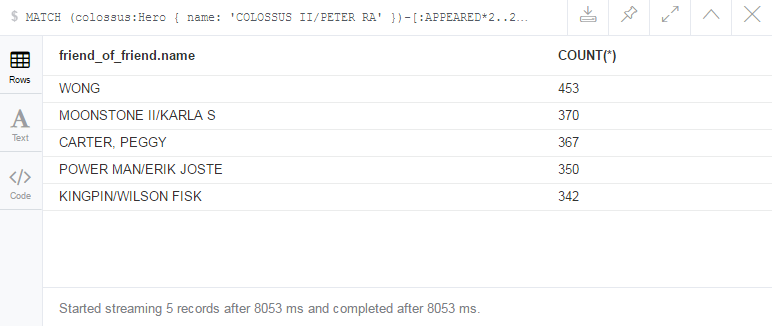 $ MATCH (colossus:Hero { name: 'COLOSSUS II/PETER RA' })-[:APPEARED*2..2…
Rows
A
Text
</>
Code
friend_of_friend.name COUNT(*)
WONG 453
MOONSTONE II/KARLA S 370
CARTER, PEGGY 367
POWER MAN/ERIK JOSTE 350
KINGPIN/WILSON FISK 342
Started streaming 5 records after 8053 ms and completed after 8053 ms.